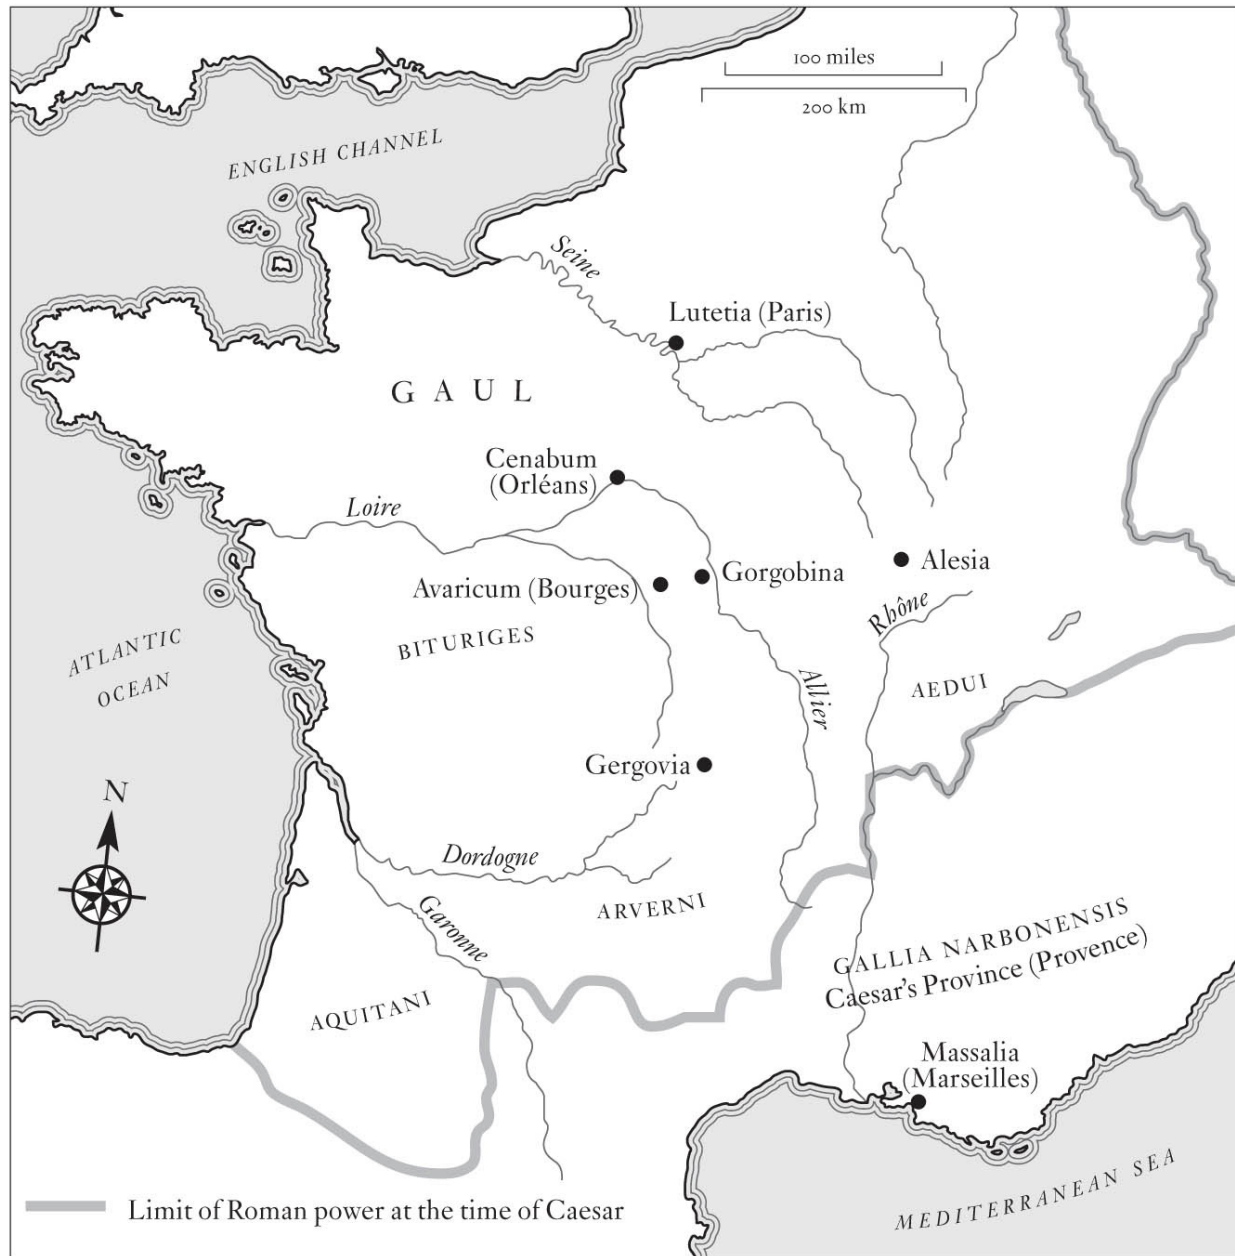 100 miles
200 km
ENGLISH CHANNEL
Seine
Lutetia (Paris)
GAUL
Cenabum
(Orléans)
Loire
Avaricum (Bourges)
Gorgobina
Alesia
Rhône
BITURIGES
ATLANTIC
OCEAN
AEDUI
Allier
Gergovia
N
Dordogne
ARVERNI
Garonne
GALLIA NARBONENSIS
Caesar's Province (Provence)
AQUITANI
Massalia
(Marseilles)
MEDITERRANEAN SEA
Limit of Roman power at the time of Caesar